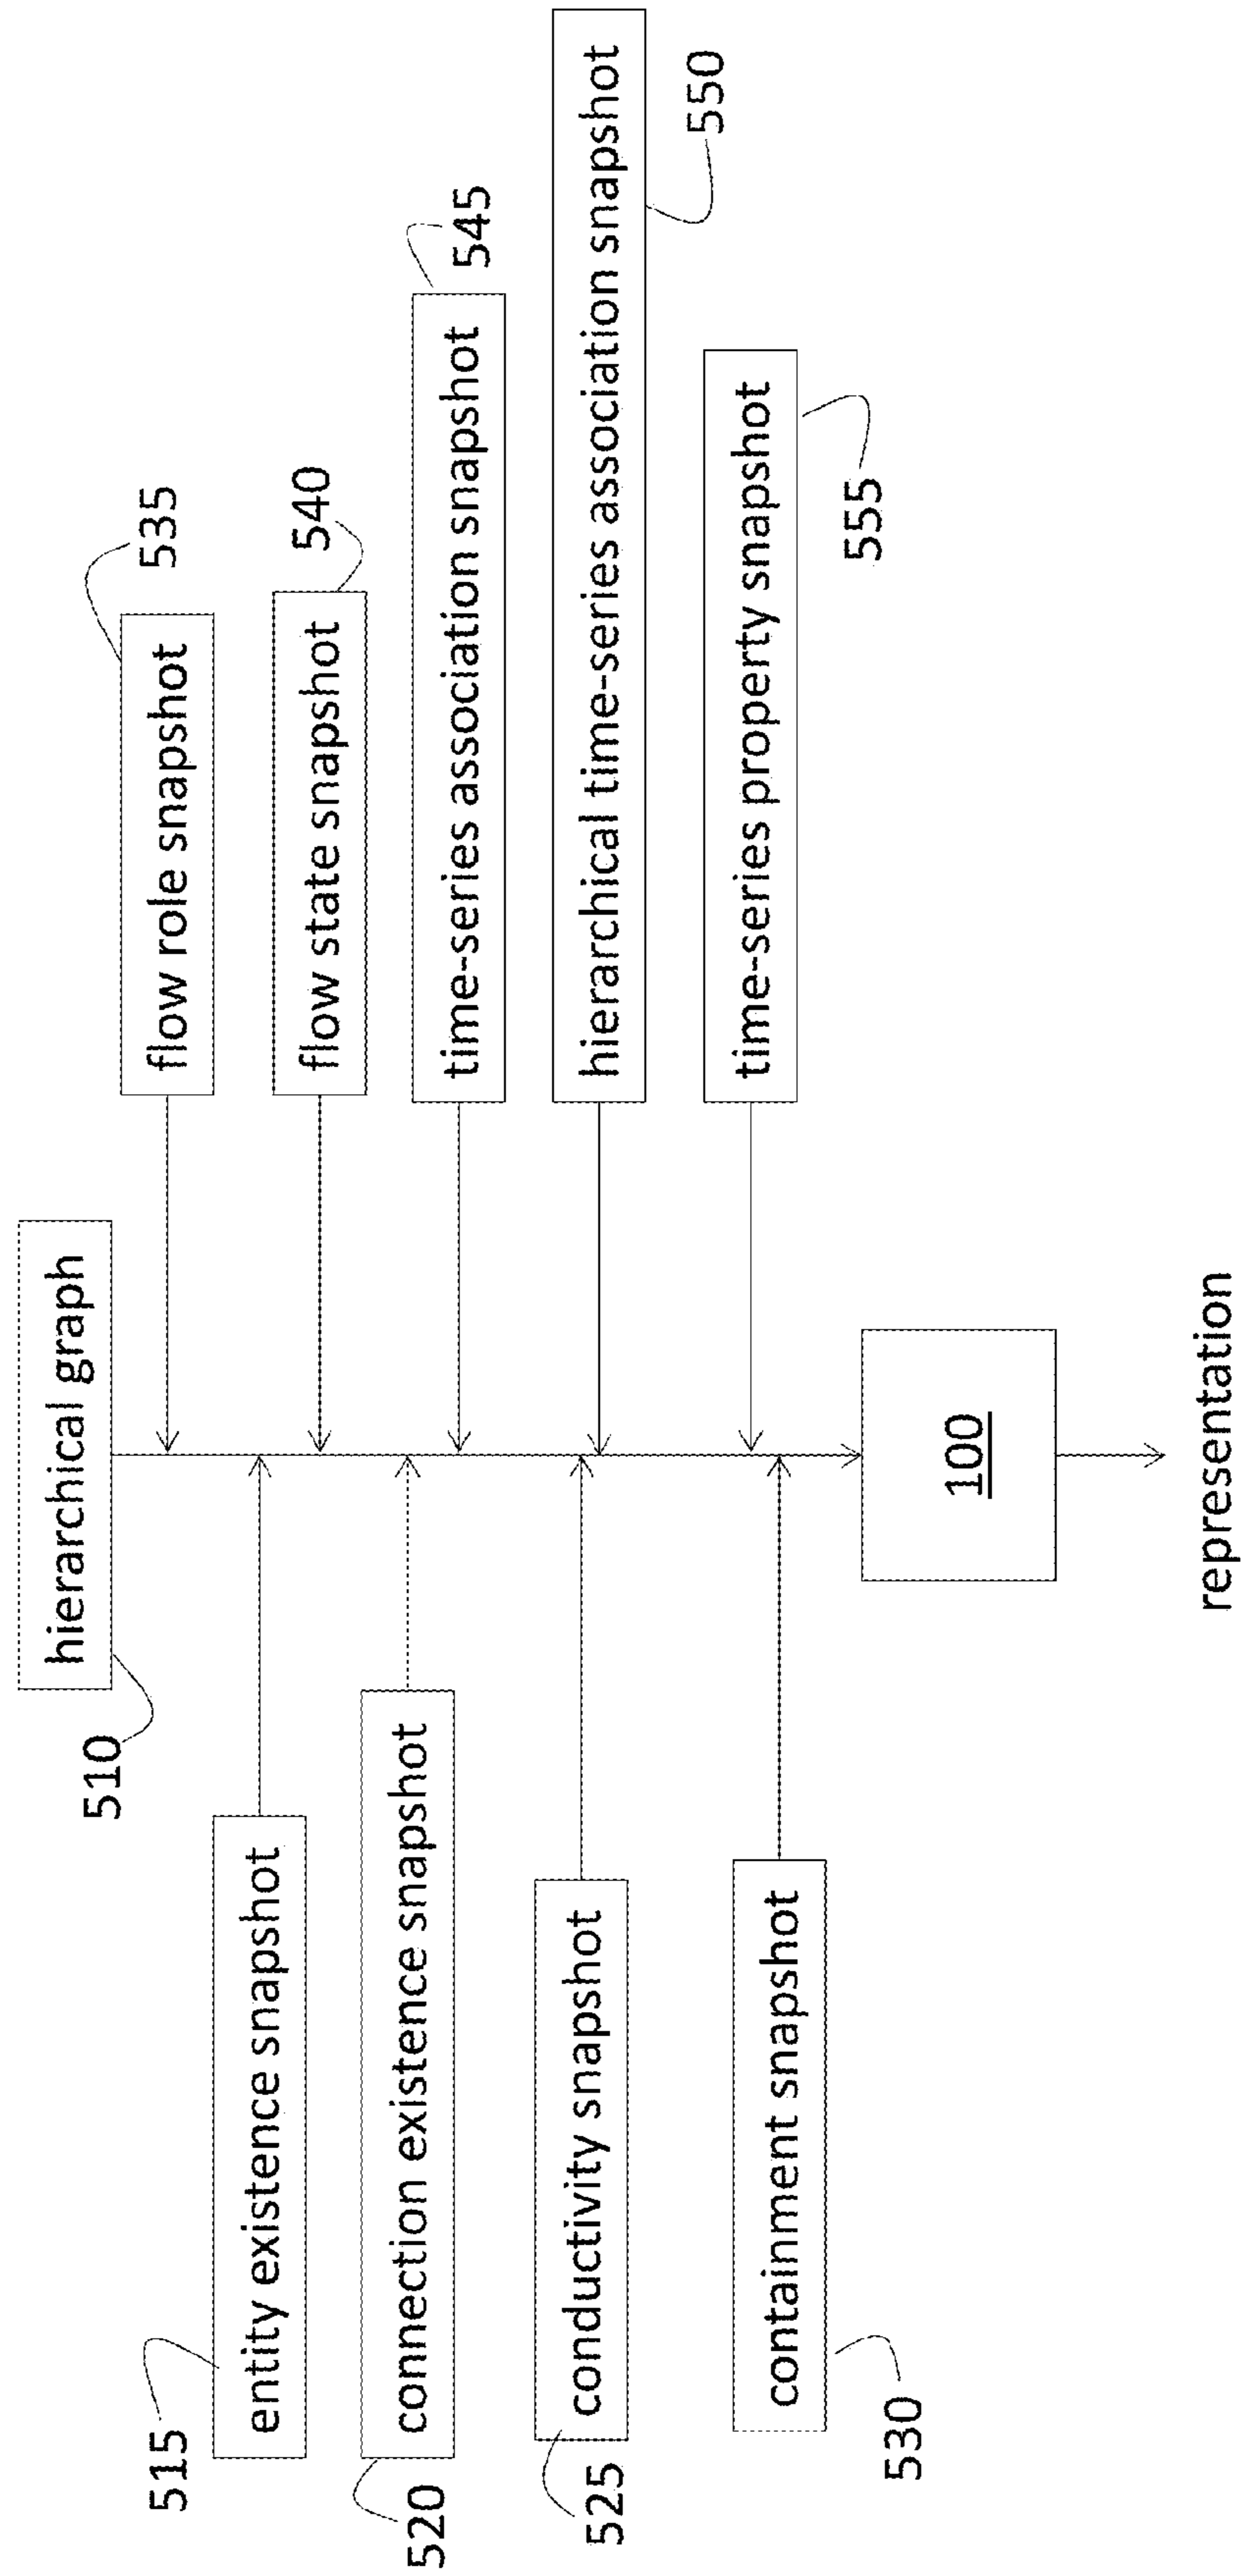 hierarchical graph
510
flow role snapshot
535
entity existence snapshot
515
flow state snapshot
540
connection existence snapshot
520
time-series association snapshot
545
conductivity snapshot
525
hierarchical time-series association snapshot
550
containment snapshot
530
time-series property snapshot
555
100
representation